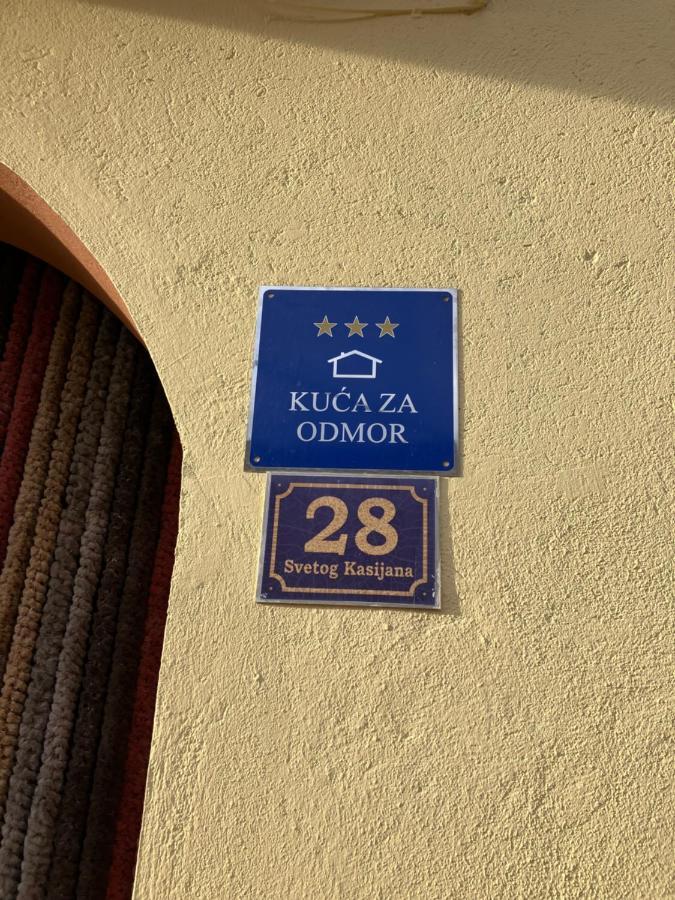 KUĆA ZA
ODMOR
28
Svetog Kasijana